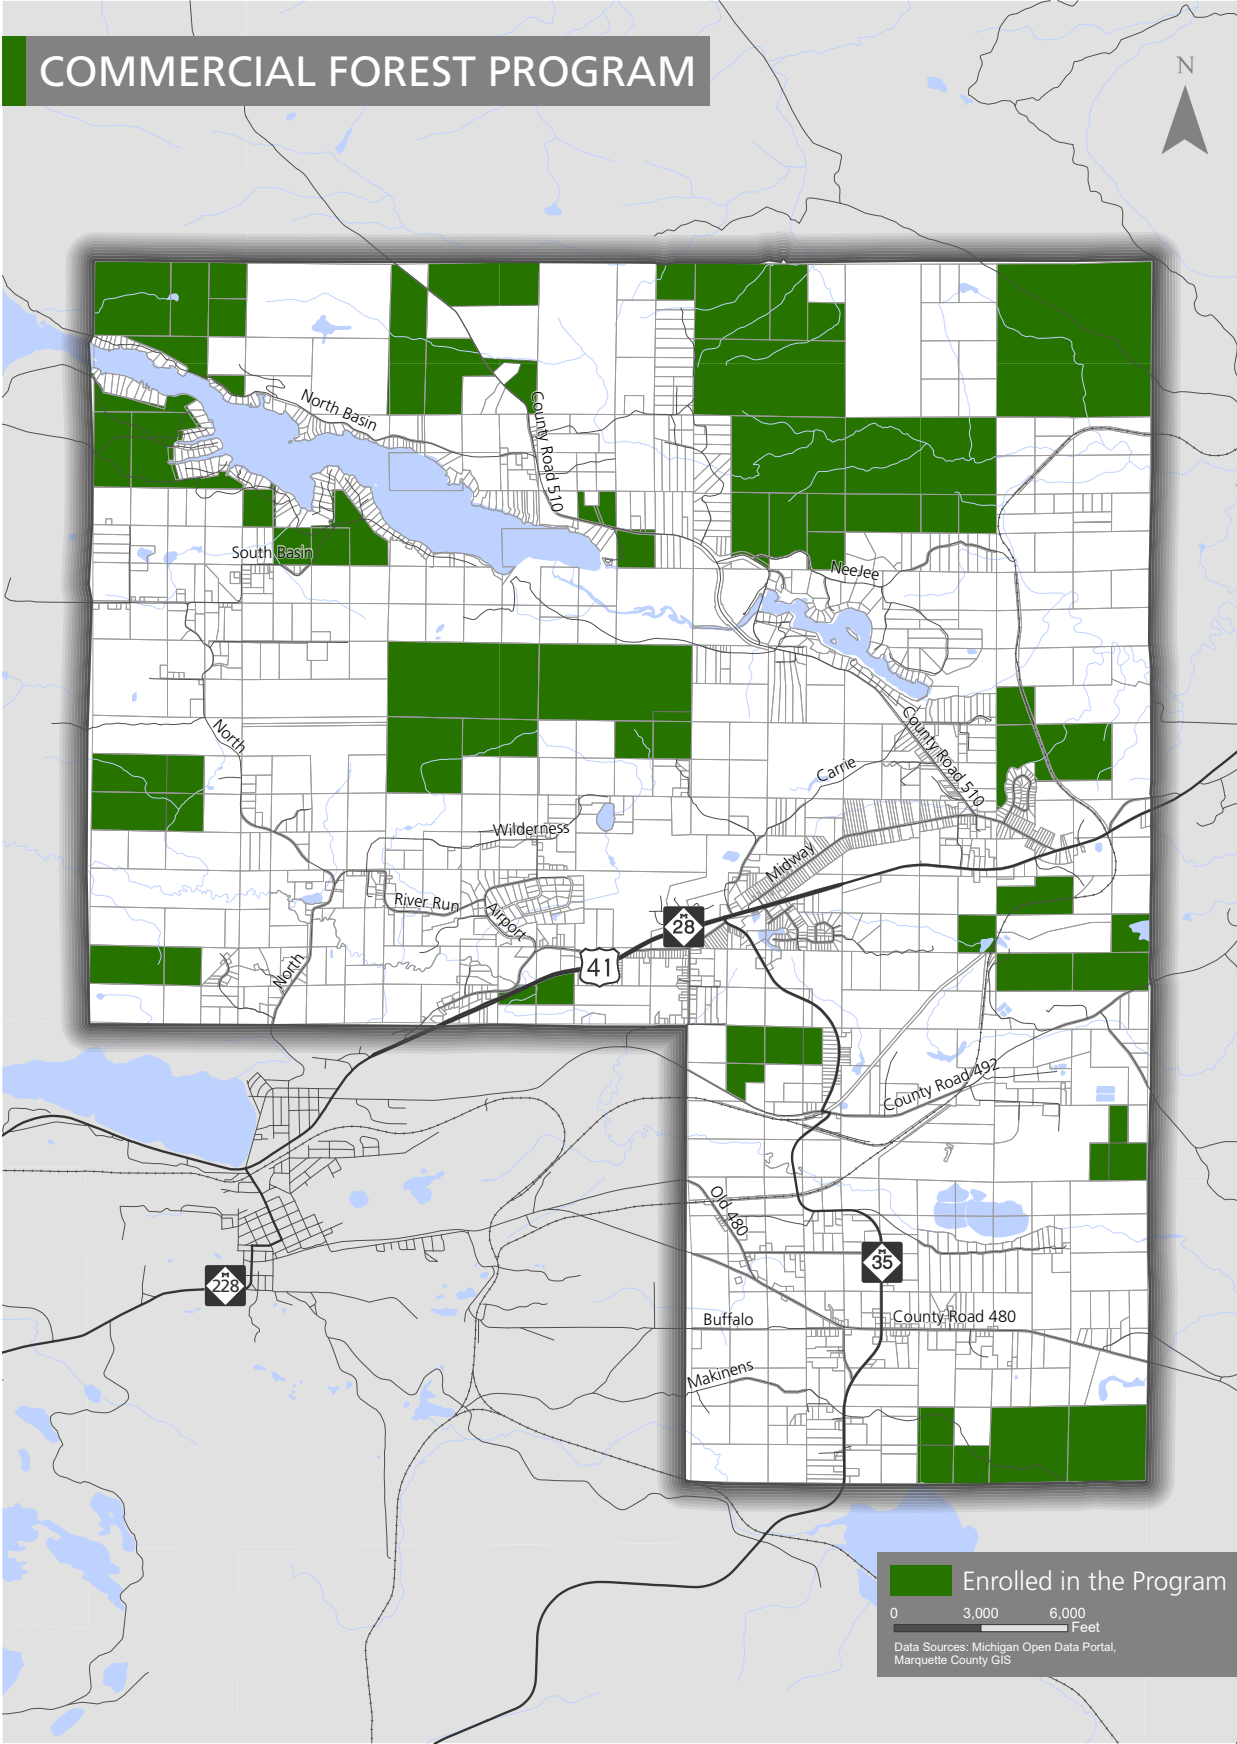 COMMERCIAL FOREST PROGRAM
N
North Basin
County Road 510
South Basin
NeeJee
North
County Road 510
Carrie
Wilderness
Midway
River Run
Airport
M
28
41
North
County Road 492
Old 480
M
35
M
228
Buffalo
County Road 480
Makinens
Enrolled in the Program
0 3,000 6,000
Feet
Data Sources: Michigan Open Data Portal,
Marquette County GIS